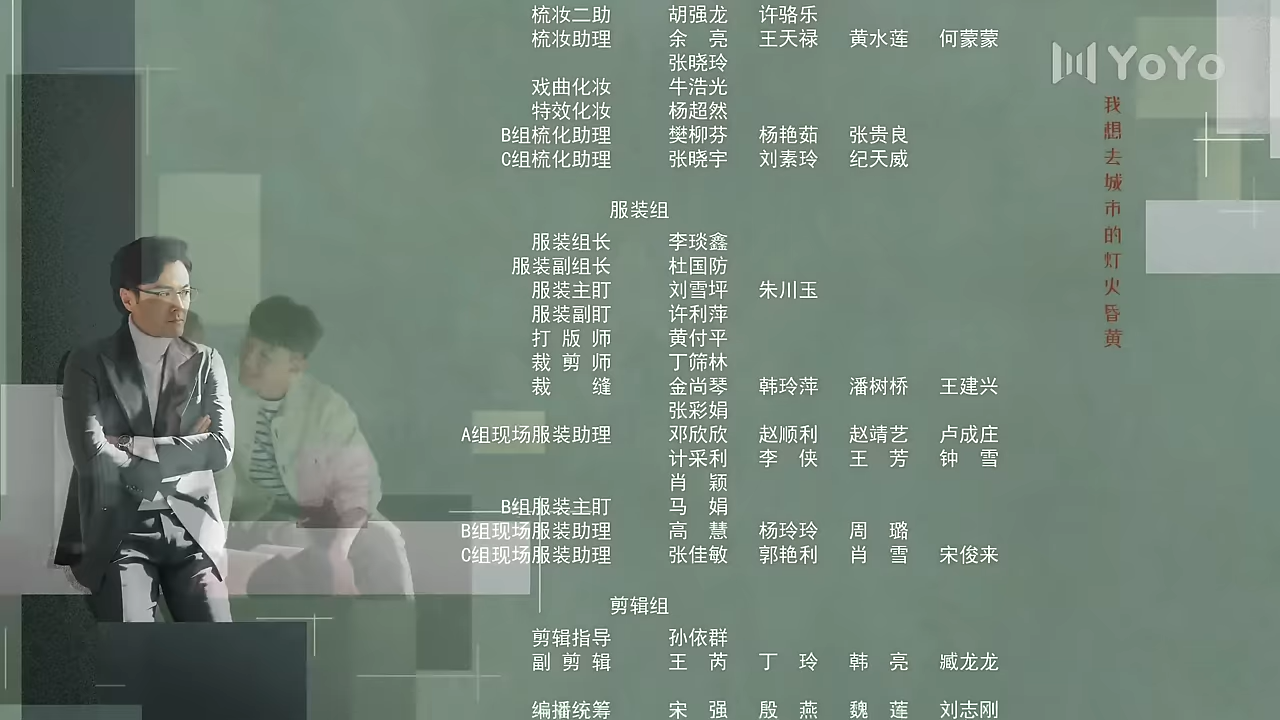 梳妆二助 胡强龙 许骆乐
梳妆助理 余亮 王天禄 黄水莲 何蒙蒙
张晓玲
戏曲化妆 牛浩光
特效化妆 杨超然
B组梳化助理 樊柳芬 杨艳茹 张贵良
C组梳化助理 张晓宇 刘素玲 纪天威
服装组
服装组长 李琰鑫
服装副组长 杜国防
服装主盯 刘雪坪 朱川玉
服装副盯 许利萍
打版师 黄付平
裁剪师 丁筛林
裁缝 金尚琴 韩玲萍 潘树桥 王建兴
张彩娟
A组现场服装助理 邓欣欣 赵顺利 赵靖艺 卢成庄
计采利 李侠 王芳 钟雪
肖颖
B组服装主盯 马娟
B组现场服装助理 高慧 杨玲玲 周璐
C组现场服装助理 张佳敏 郭艳利 肖雪 宋俊来
剪辑组
剪辑指导 孙依群
副剪辑 王芮 丁玲 韩亮 臧龙龙
编播统筹 宋强 殷燕 魏莲 刘志刚
YoYo
我想去城市的灯火昏黄